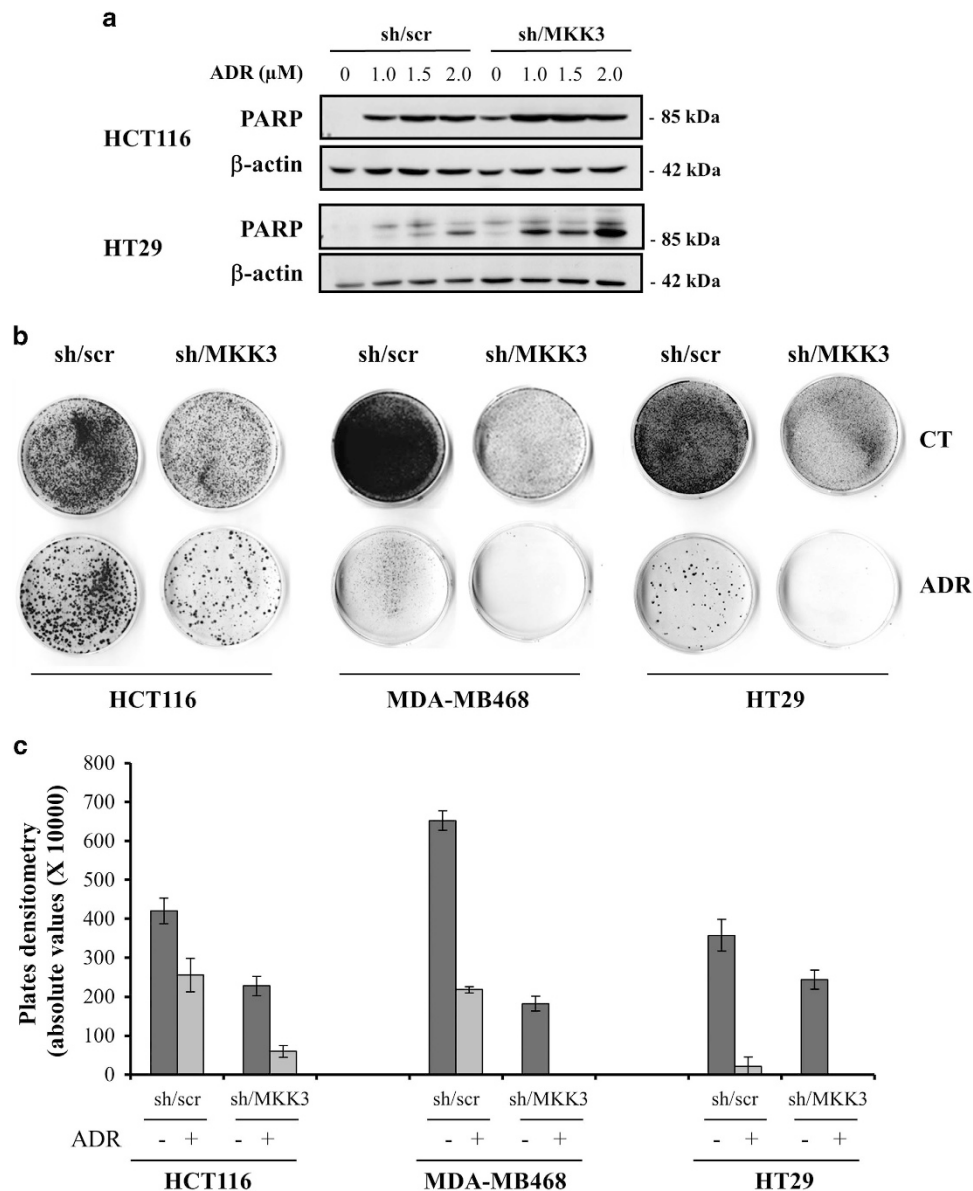 a
sh/scr sh/MKK3
ADR (µM) 0 1.0 1.5 2.0 0 1.0 1.5 2.0
HCT116
PARP - 85 kDa
β-actin - 42 kDa
HT29
PARP - 85 kDa
β-actin - 42 kDa
b
sh/scr sh/MKK3 sh/scr sh/MKK3 sh/scr sh/MKK3
CT
ADR
HCT116 MDA-MB468 HT29
c
Plates densitometry
(absolute values (X 10000)
800
700
600
500
400
300
200
100
0
sh/scr sh/MKK3 sh/scr sh/MKK3 sh/scr sh/MKK3
ADR - + - + - + - + - + - +
HCT116 MDA-MB468 HT29